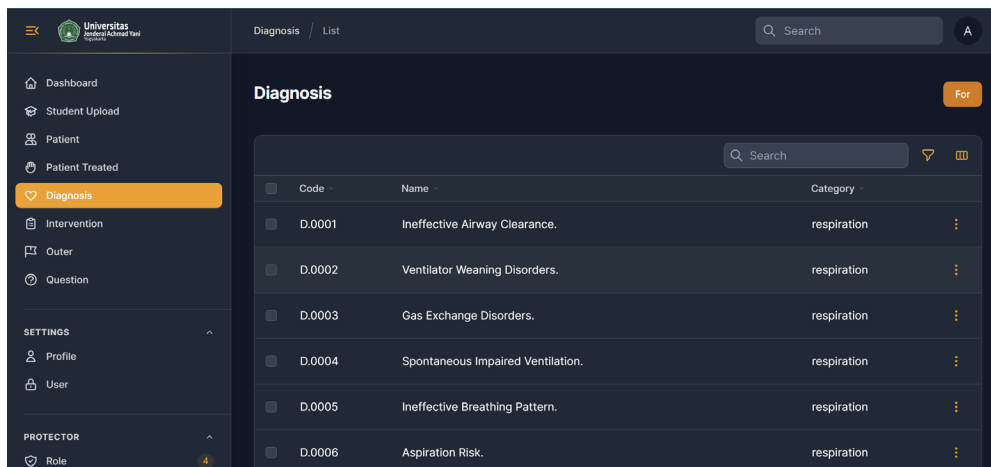 Universitas
Jenderal Achmad Yani
Yogyakarta
Diagnosis / List
Search
A
Dashboard
Student Upload
Patient
Patient Treated
Diagnosis
Intervention
Outer
Question
SETTINGS
Profile
User
PROTECTOR
Role 4
Diagnosis
For
Search
Code Name Category
D.0001 Ineffective Airway Clearance. respiration
D.0002 Ventilator Weaning Disorders. respiration
D.0003 Gas Exchange Disorders. respiration
D.0004 Spontaneous Impaired Ventilation. respiration
D.0005 Ineffective Breathing Pattern. respiration
D.0006 Aspiration Risk. respiration